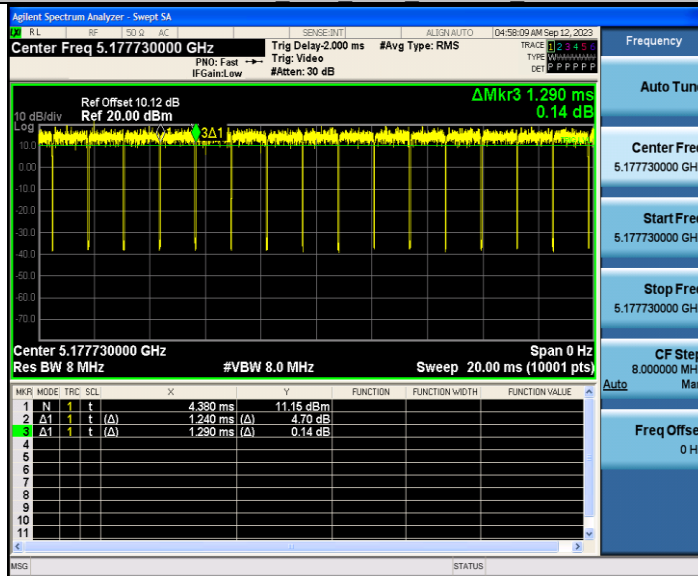 Agilent Spectrum Analyzer - Swept SA
RL RF 50 Ω AC SENSE:INT ALIGN AUTO 04:58:09 AM Sep 12, 2023
Center Freq 5.177730000 GHz
PNO: Fast
IFGain:Low
Trig Delay-2.000 ms
Trig: Video
#Atten: 30 dB
#Avg Type: RMS
TRACE 1 2 3 4 5 6
TYPE
DET P P P P P P
Ref Offset 10.12 dB
Ref 20.00 dBm
10 dB/div
Log
ΔMkr3 1.290 ms
0.14 dB
3Δ1
10.0
0.00
-10.0
-20.0
-30.0
-40.0
-50.0
-60.0
-70.0
Center 5.177730000 GHz Span 0 Hz
Res BW 8 MHz #VBW 8.0 MHz Sweep 20.00 ms (10001 pts)
MKR MODE TRC SCL X Y FUNCTION FUNCTION WIDTH FUNCTION VALUE
1 N 1 t 4.380 ms 11.15 dBm
2 Δ1 1 t (Δ) 1.240 ms (Δ) 4.70 dB
3 Δ1 1 t (Δ) 1.290 ms (Δ) 0.14 dB
4
5
6
7
8
9
10
11
MSG STATUS
Frequency
Auto Tun
Center Fre
5.177730000 GH
Start Fre
5.177730000 GH
Stop Fre
5.177730000 GH
CF Step
8.000000 MH
Auto Ma
Freq Offse
0 H